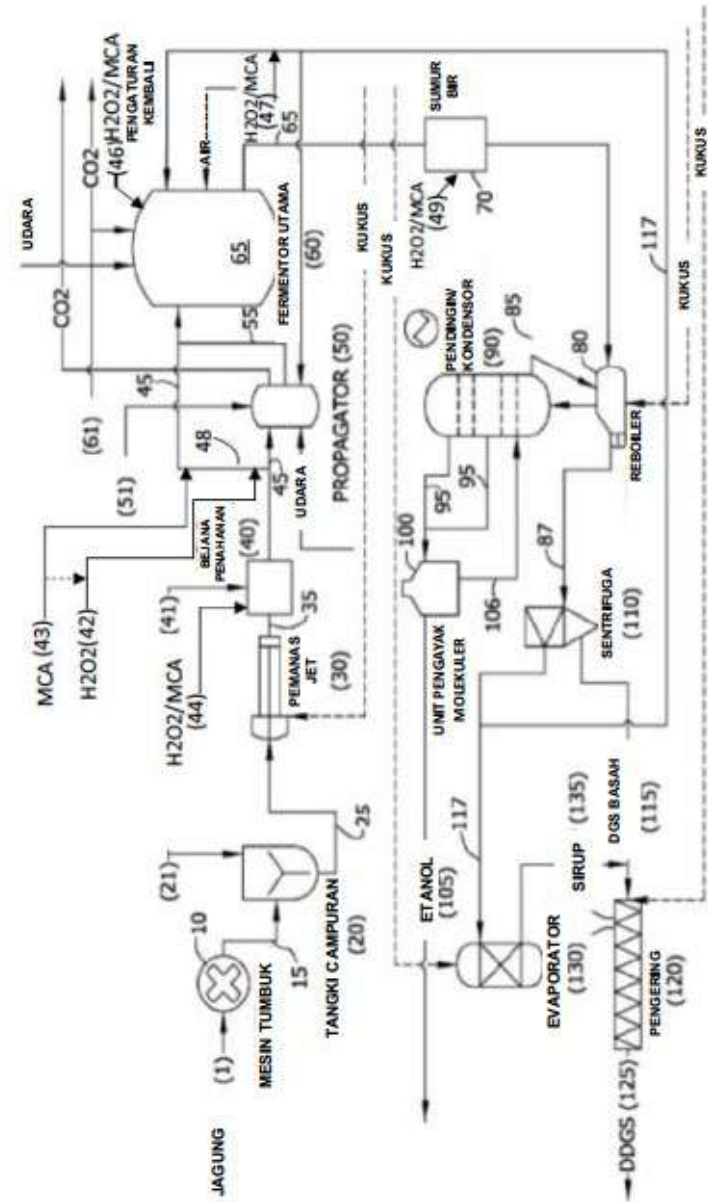 JAGUNG
(1)
10
MESIN TUMBUK
15
(21)
TANGKI CAMPURAN
(20)
25
MCA (43)
H2O2(42)
H2O2/MCA
(44)
(41)
PEMANAS
JET
(30)
35
BEJANA
PENAHANAN
(40)
(51)
(61)
45
48
45
55
UDARA
PROPAGATOR (50)
CO2
CO2
UDARA
(46)
H2O2/MCA
PENGATURAN
KEMBALI
65
FERMENTOR UTAMA
(60)
AIR
H2O2/MCA
(47)
65
KUKUS
KUKUS
SUMUR
BIR
H2O2/MCA
(49)
70
117
KUKUS
KUKUS
PENDINGIN/
KONDENSOR
(90)
85
80
REBOILER
95
95
100
UNIT PENGAYAK
MOLEKULER
106
87
SENTRIFUGA
(110)
ETANOL
(105)
117
EVAPORATOR
(130)
SIRUP
(135)
DGS BASAH
(115)
PENGERING
(120)
DDGS (125)